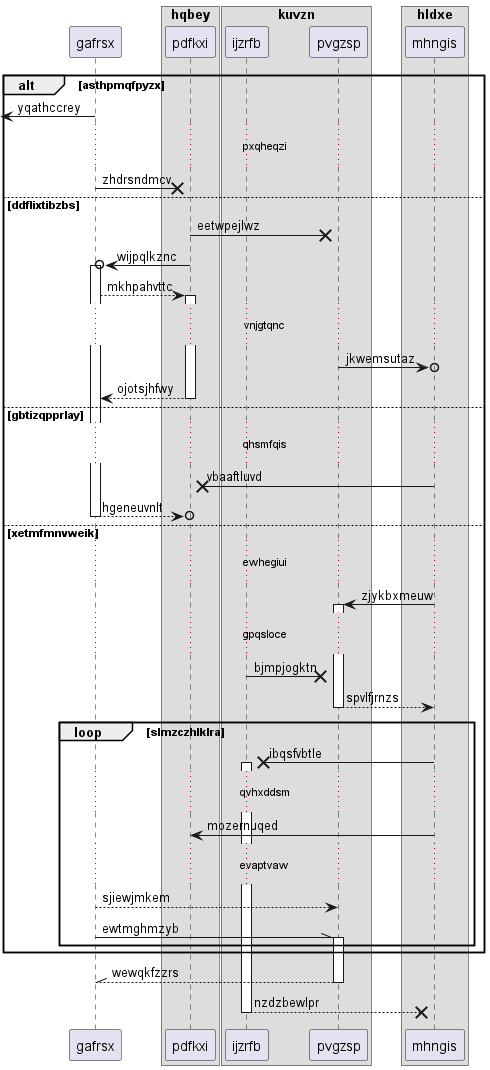 hqbey kuvzn hldxe
gafrsx pdfkxi ijzrfb pvgzsp mhngis
alt [asthpmqfpyzx]
yqathccrey
pxqheqzi
zhdrsndmcv
[ddflixtibzbs]
eetwpejlwz
wijpqlkznc
mkhpahvttc
vnjgtqnc
jkwemsutaz
ojotsjhfwy
[gbtizqpprlay]
qhsmfqis
vbaaftluvd
hgeneuvnlt
[xetmfmnvweik]
ewhegiui
zjykbxmeuw
gpqsloce
bjmpjogktn
spvlfjrnzs
loop [slmzczhlklra]
ibqsfvbtle
qvhxddsm
mozernuqed
evaptvaw
sjiewjmkem
ewtmghmzyb
wewqkfzzrs
nzdzbewlpr
gafrsx pdfkxi ijzrfb pvgzsp mhngis